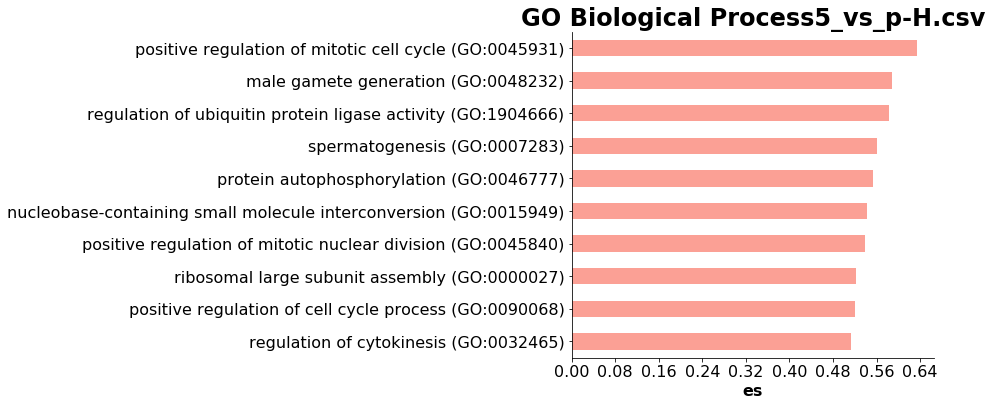 GO Biological Process5_vs_p-H.csv
positive regulation of mitotic cell cycle (GO:0045931)
male gamete generation (GO:0048232)
regulation of ubiquitin protein ligase activity (GO:1904666)
spermatogenesis (GO:0007283)
protein autophosphorylation (GO:0046777)
nucleobase-containing small molecule interconversion (GO:0015949)
positive regulation of mitotic nuclear division (GO:0045840)
ribosomal large subunit assembly (GO:0000027)
positive regulation of cell cycle process (GO:0090068)
regulation of cytokinesis (GO:0032465)
0.00 0.08 0.16 0.24 0.32 0.40 0.48 0.56 0.64
es